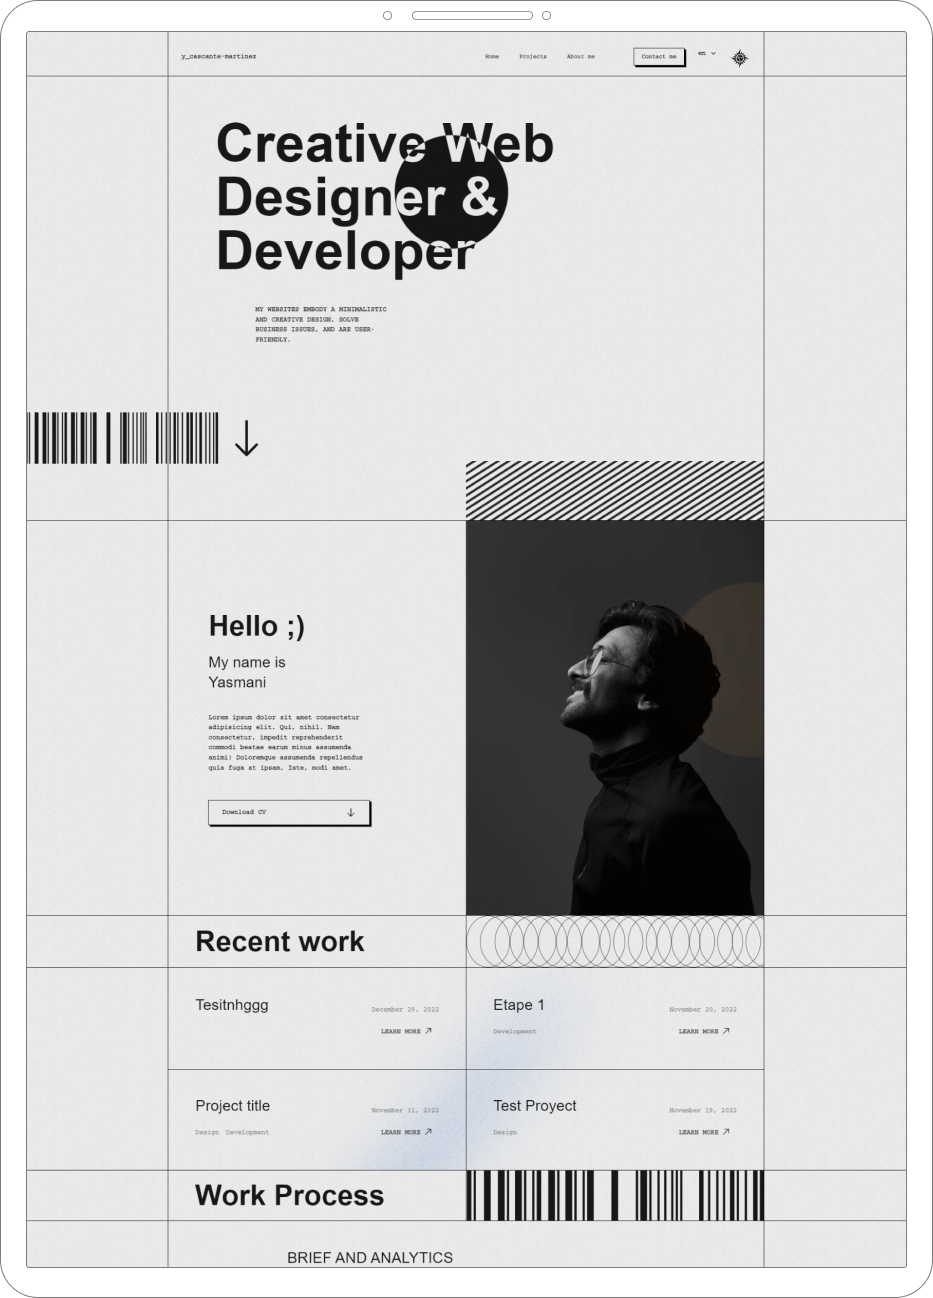 y_cascante-martinez
Home Projects About me Contact me en
Creative Web
Designer &
Developer
MY WEBSITES EMBODY A MINIMALISTIC
AND CREATIVE DESIGN, SOLVE
BUSINESS ISSUES, AND ARE USER-
FRIENDLY.
Hello ;)
My name is
Yasmani
Lorem ipsum dolor sit amet consectetur
adipisicing elit. Qui, nihil. Nam
consectetur, impedit reprehenderit
commodi beatae earum minus assumenda
animi! Doloremque assumenda repellendus
quia fuga at ipsam. Iste, modi amet.
Download CV
Recent work
Tesitnhggg
December 29, 2022
LEARN MORE
Etape 1
November 20, 2022
Development
LEARN MORE
Project title
November 11, 2022
Design Development
LEARN MORE
Test Proyect
November 19, 2022
Design
LEARN MORE
Work Process
BRIEF AND ANALYTICS